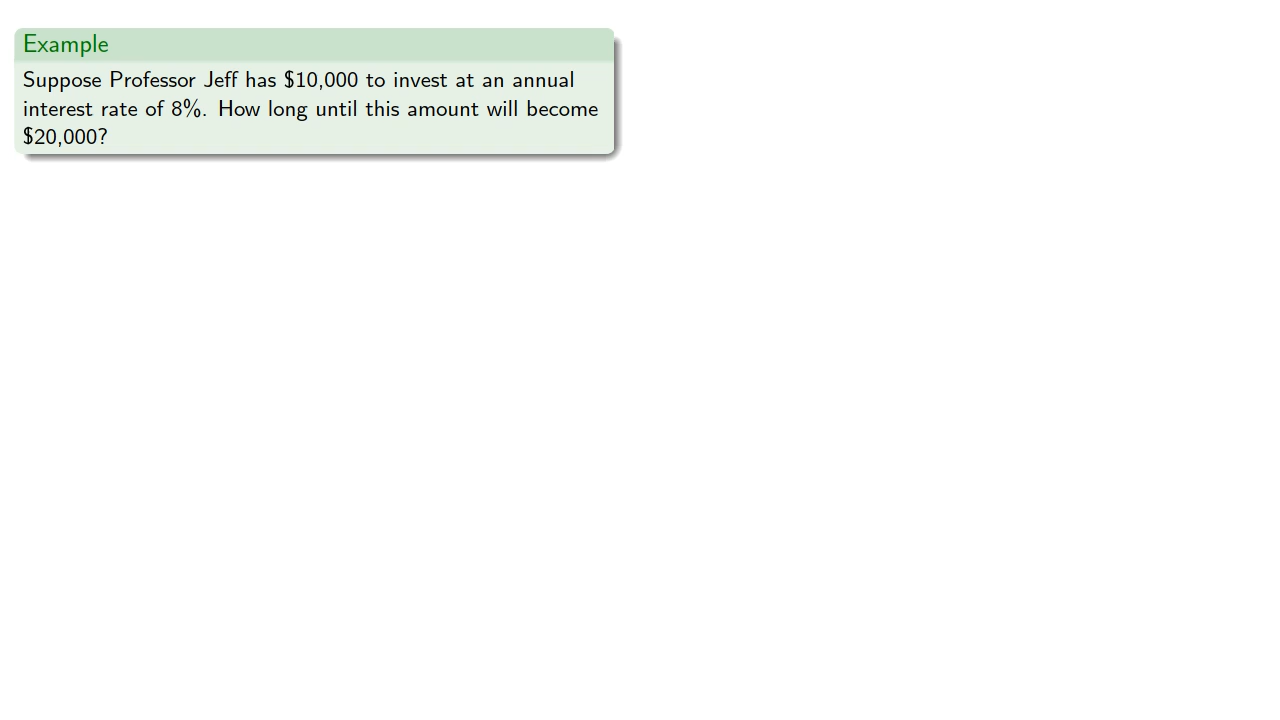 Example
Suppose Professor Jeff has $10,000 to invest at an annual
interest rate of 8%. How long until this amount will become
$20,000?